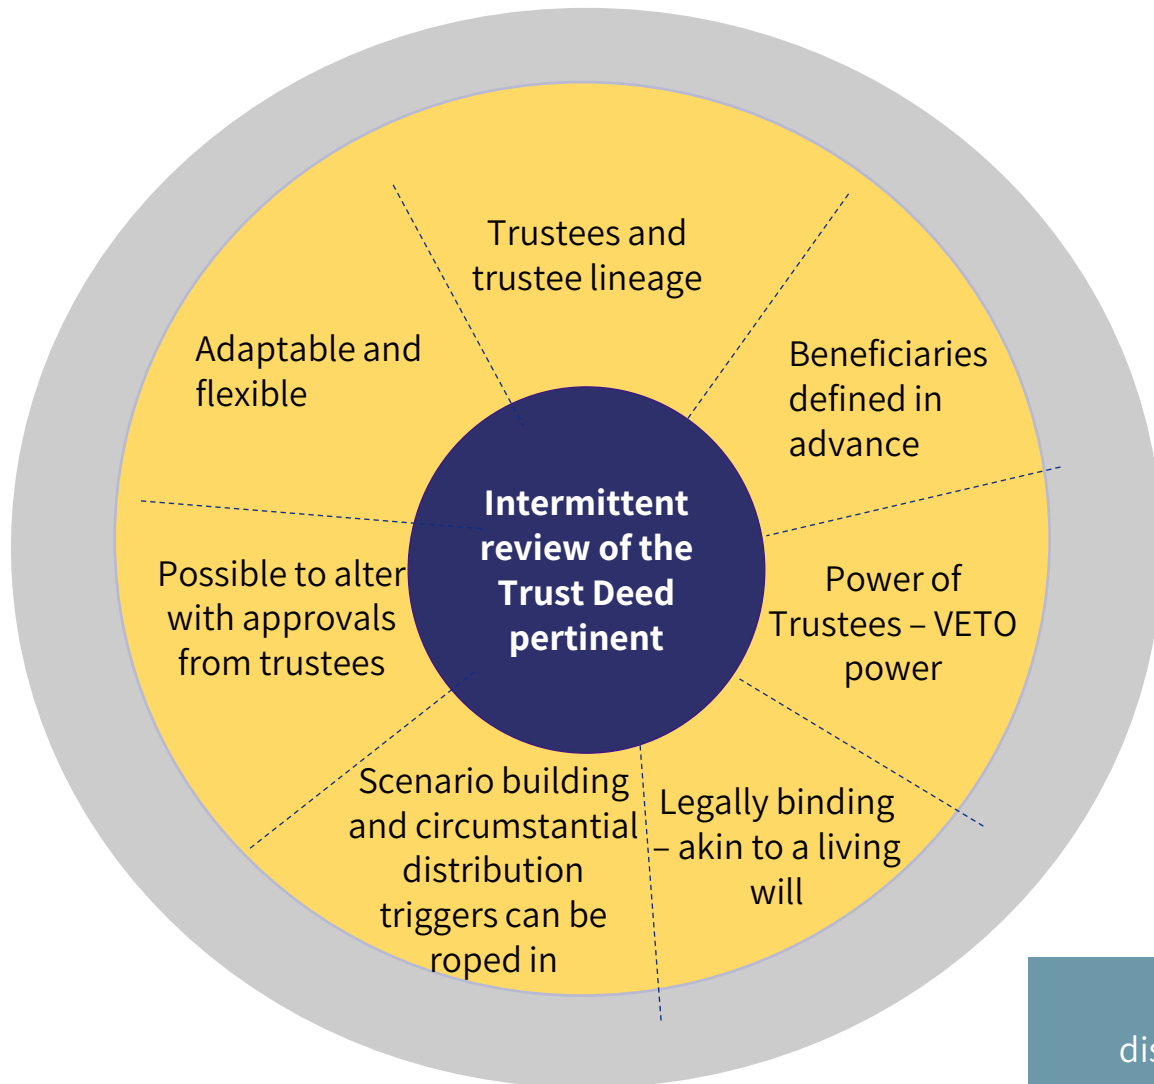 Trustees and
trustee lineage
Beneficiaries
defined in
advance
Power of
Trustees – VETO
power
Legally binding
– akin to a living
will
Scenario building
and circumstantial
distribution
triggers can be
roped in
Possible to alter
with approvals
from trustees
Adaptable and
flexible
Intermittent
review of the
Trust Deed
pertinent